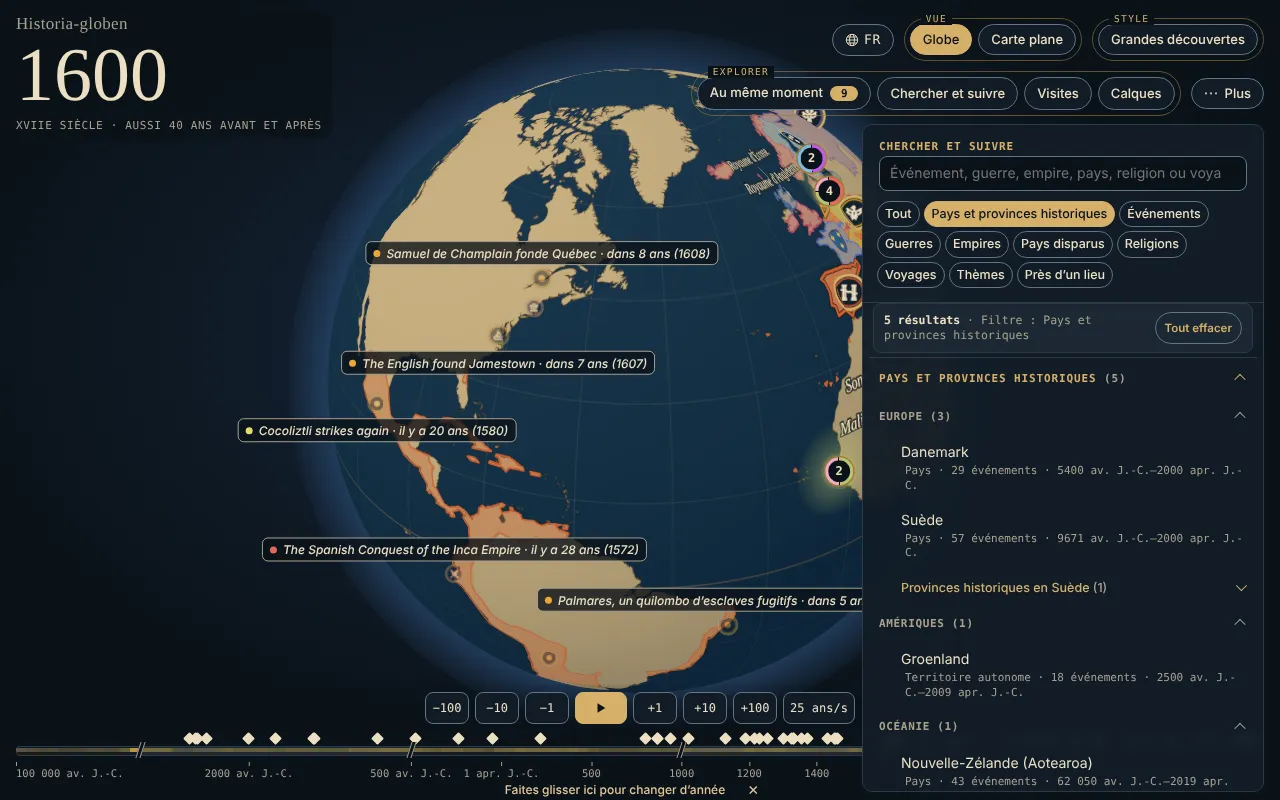 Historia-globen
1600
XVIIE SIÈCLE · AUSSI 40 ANS AVANT ET APRÈS
FR
VUE
Globe
Carte plane
STYLE
Grandes découvertes
EXPLORER
Au même moment 9
Chercher et suivre
Visites
Calques
··· Plus
2
4
H
2
Samuel de Champlain fonde Québec · dans 8 ans (1608)
The English found Jamestown · dans 7 ans (1607)
Cocoliztli strikes again · il y a 20 ans (1580)
The Spanish Conquest of the Inca Empire · il y a 28 ans (1572)
Palmares, un quilombo d’esclaves fugitifs · dans 5 an
CHERCHER ET SUIVRE
Événement, guerre, empire, pays, religion ou voya
Tout
Pays et provinces historiques
Événements
Guerres
Empires
Pays disparus
Religions
Voyages
Thèmes
Près d’un lieu
5 résultats · Filtre : Pays et
provinces historiques
Tout effacer
PAYS ET PROVINCES HISTORIQUES (5)
EUROPE (3)
Danemark
Pays · 29 événements · 5400 av. J.-C.–2000 apr. J.-
C.
Suède
Pays · 57 événements · 9671 av. J.-C.–2000 apr. J.-
C.
Provinces historiques en Suède (1)
AMÉRIQUES (1)
Groenland
Territoire autonome · 18 événements · 2500 av. J.-
C.–2009 apr. J.-C.
OCÉANIE (1)
Nouvelle-Zélande (Aotearoa)
Pays · 43 événements · 62 050 av. J.-C.–2019 apr.
−100
−10
−1
+1
+10
+100
25 ans/s
100 000 av. J.-C.
2000 av. J.-C.
500 av. J.-C.
1 apr. J.-C.
500
1000
1200
1400
Faites glisser ici pour changer d’année ✕